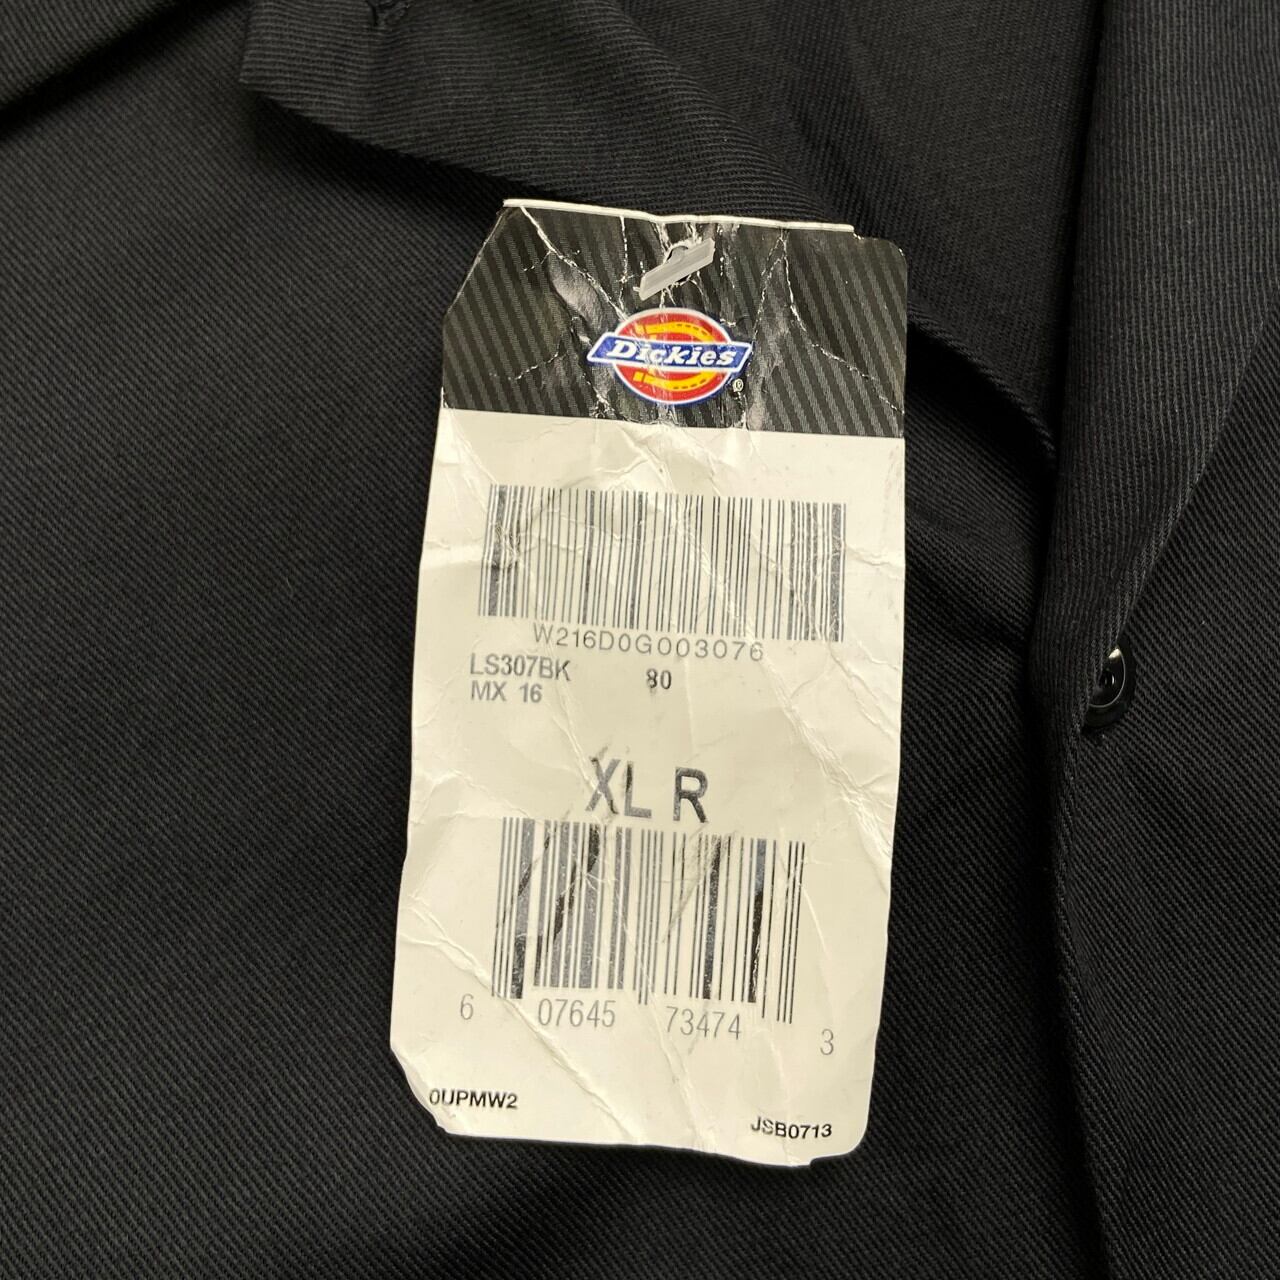 Dickies
®
W216D0G003076
LS307BK 80
MX 16
XL R
6 07645 73474 3
0UPMW2 JSB0713